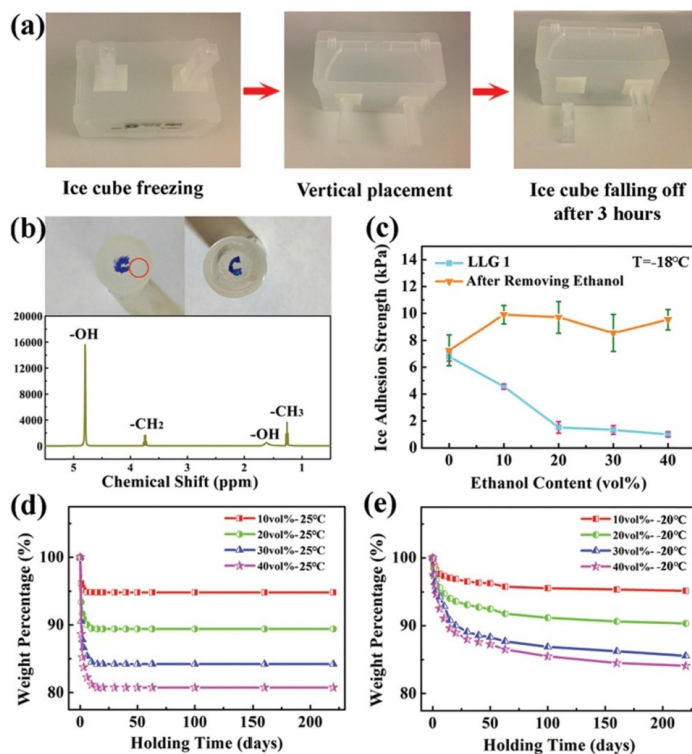 (a)
Ice cube freezing
Vertical placement
Ice cube falling off
after 3 hours
(b)
20000
16000
12000
8000
4000
0
-OH
-CH2
-OH
-CH3
5
4
3
2
1
Chemical Shift (ppm)
(c)
LLG 1
T=-18°C
After Removing Ethanol
Ice Adhesion Strength (kPa)
14
12
10
8
6
4
2
0
0
10
20
30
40
Ethanol Content (vol%)
(d)
10vol%-25°C
20vol%-25°C
30vol%-25°C
40vol%-25°C
Weight Percentage (%)
100
90
80
0
50
100
150
200
Holding Time (days)
(e)
10vol%--20°C
20vol%--20°C
30vol%--20°C
40vol%--20°C
Weight Percentage (%)
100
90
80
0
50
100
150
200
Holding Time (days)